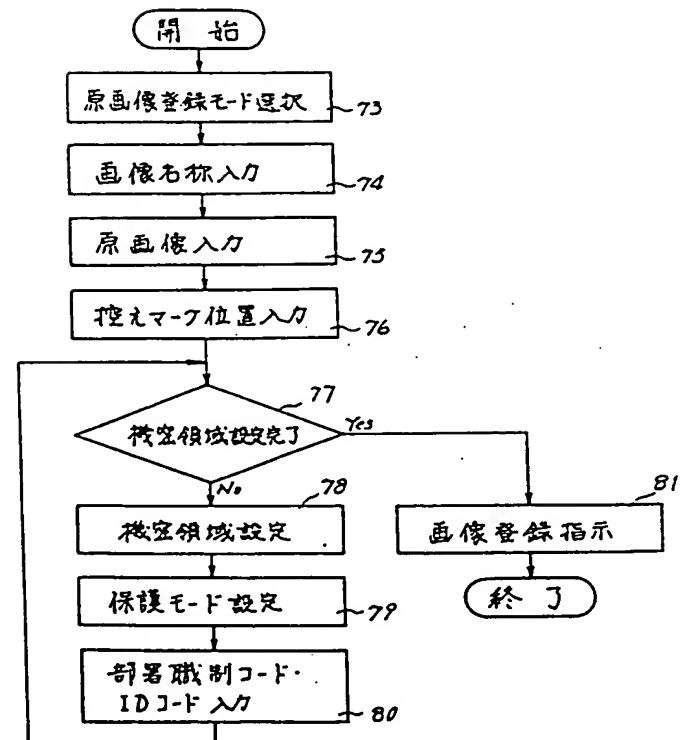 開始
原画像登録モード選択
73
画像名称入力
74
原画像入力
75
控えマーク位置入力
76
77
機密領域設定完了
Yes
No
78
機密領域設定
81
画像登録指示
保護モード設定
79
終了
部署職制コード・
IDコード入力
80